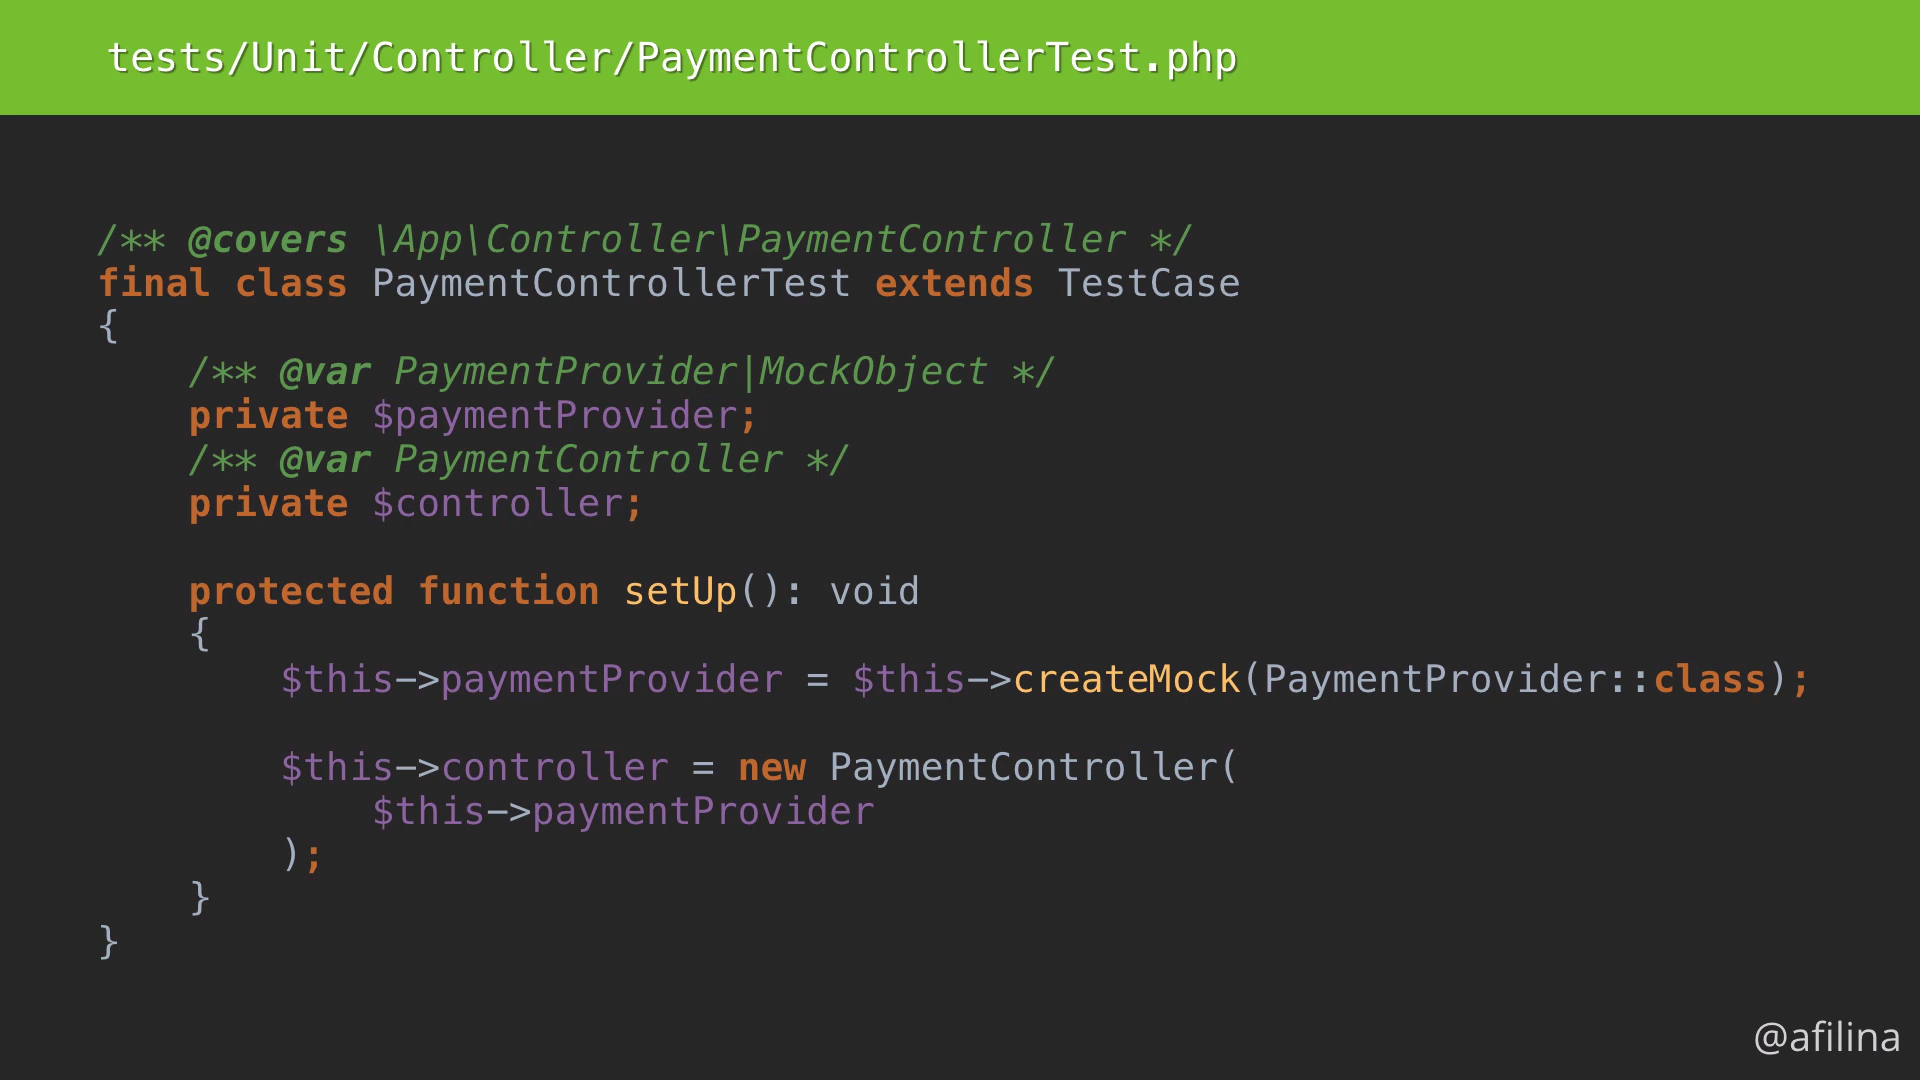 tests/Unit/Controller/PaymentControllerTest.php
/** @covers \App\Controller\PaymentController */
final class PaymentControllerTest extends TestCase
{
    /** @var PaymentProvider|MockObject */
    private $paymentProvider;
    /** @var PaymentController */
    private $controller;
    protected function setUp(): void
    {
        $this->paymentProvider = $this->createMock(PaymentProvider::class);
        $this->controller = new PaymentController(
            $this->paymentProvider
        );
    }
}
@afilina